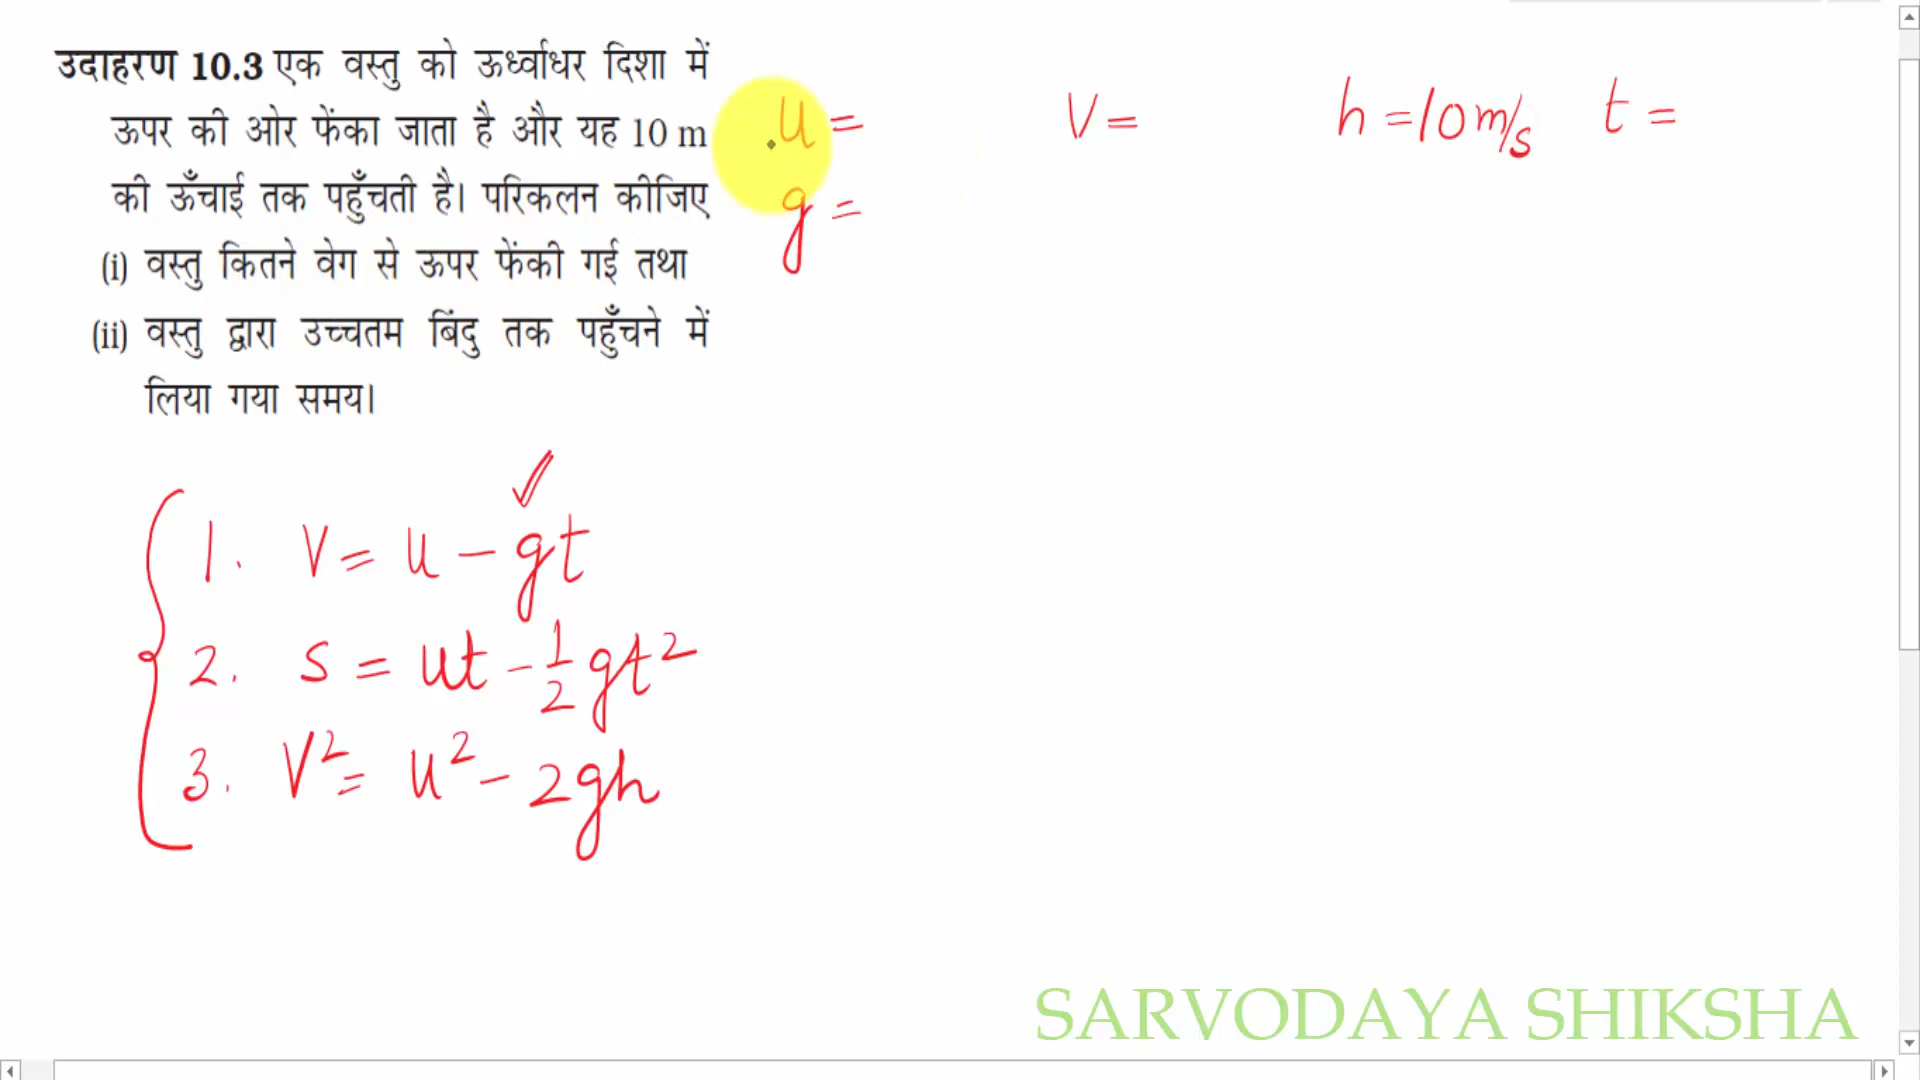 उदाहरण 10.3 एक वस्तु को ऊर्ध्वाधर दिशा में
ऊपर की ओर फेंका जाता है और यह 10 m
की ऊँचाई तक पहुँचती है। परिकलन कीजिए
(i) वस्तु कितने वेग से ऊपर फेंकी गई तथा
(ii) वस्तु द्वारा उच्चतम बिंदु तक पहुँचने में
लिया गया समय।
u = v = h = 10 m/s t =
g =
1. v = u - gt
2. s = ut - 1/2 gt²
3. v² = u² - 2gh
SARVODAYA SHIKSHA